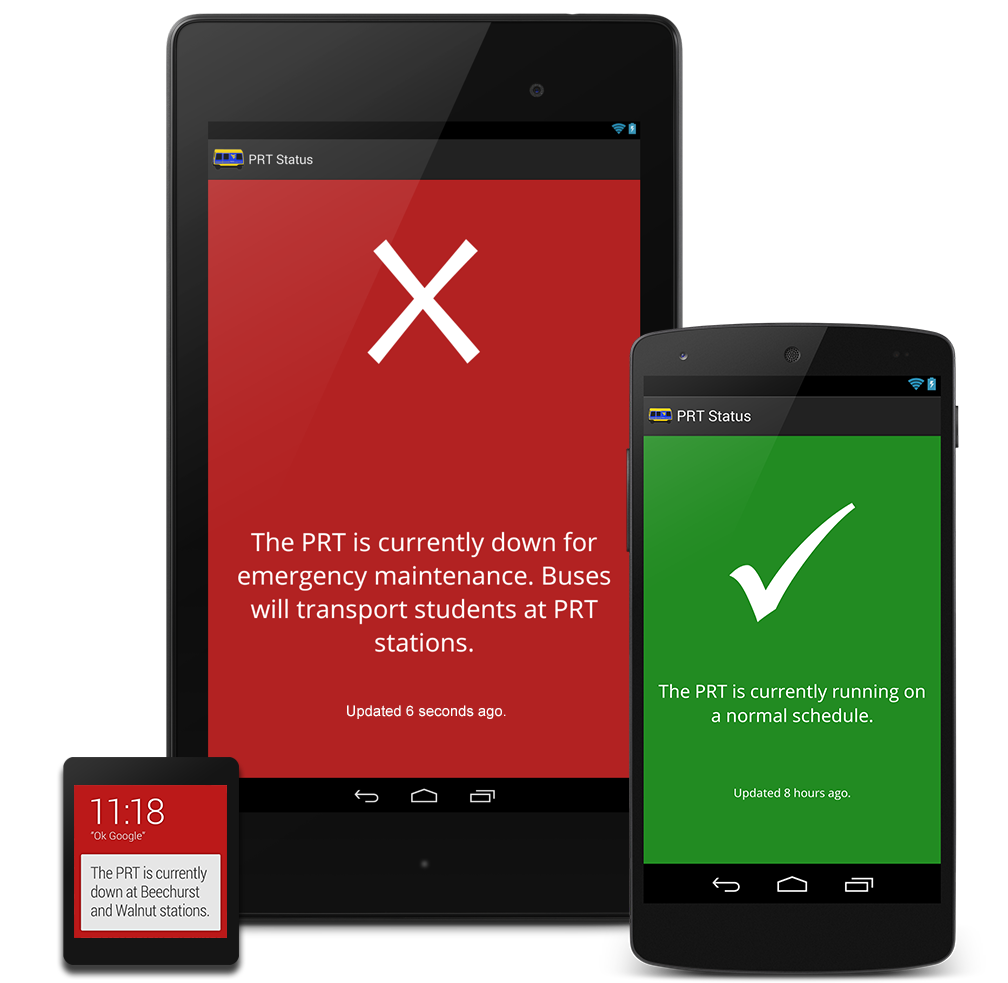 PRT Status
The PRT is currently down for
emergency maintenance. Buses
will transport students at PRT
stations.
Updated 6 seconds ago.
PRT Status
The PRT is currently running on
a normal schedule.
Updated 8 hours ago.
11:18
"Ok Google"
The PRT is currently
down at Beechurst
and Walnut stations.